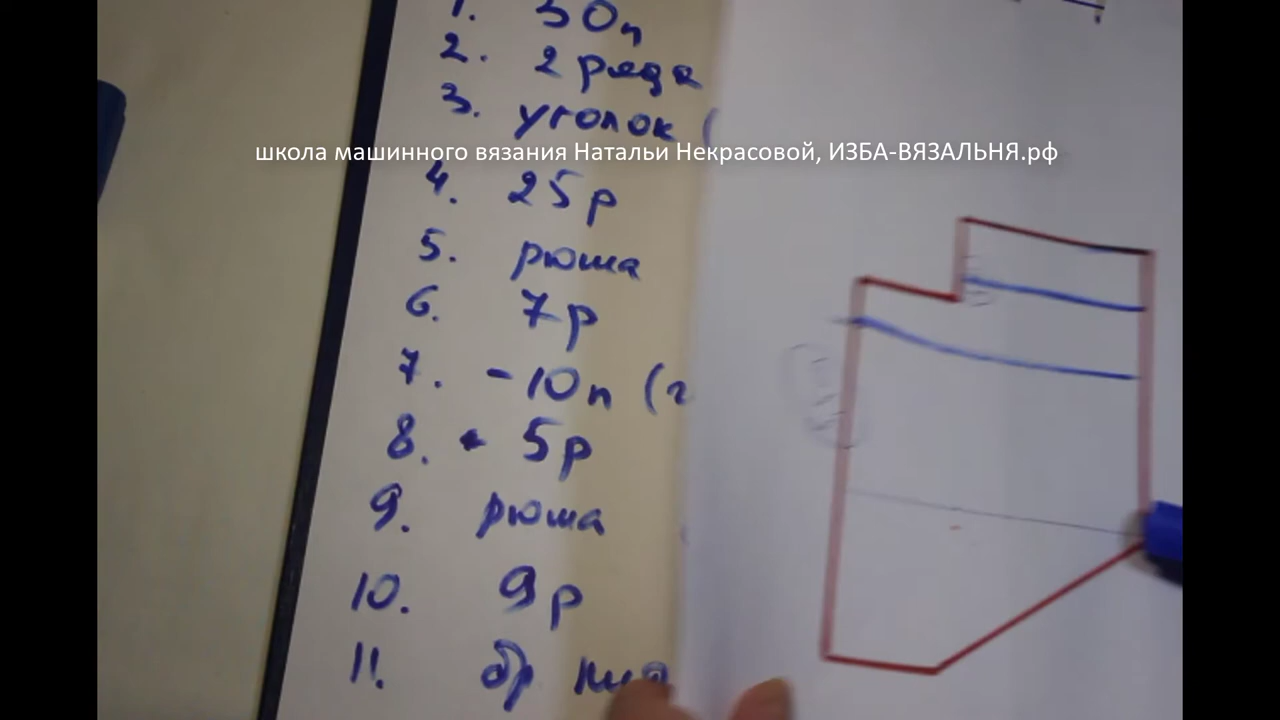 1. 30п
2. 2 ряда
3. уголок (
школа машинного вязания Натальи Некрасовой, ИЗБА-ВЯЗАЛЬНЯ.рф
4. 25р
5. рюша
6. 7р
7. -10п (
8. 5р
9. рюша
10. 9р
11. бр